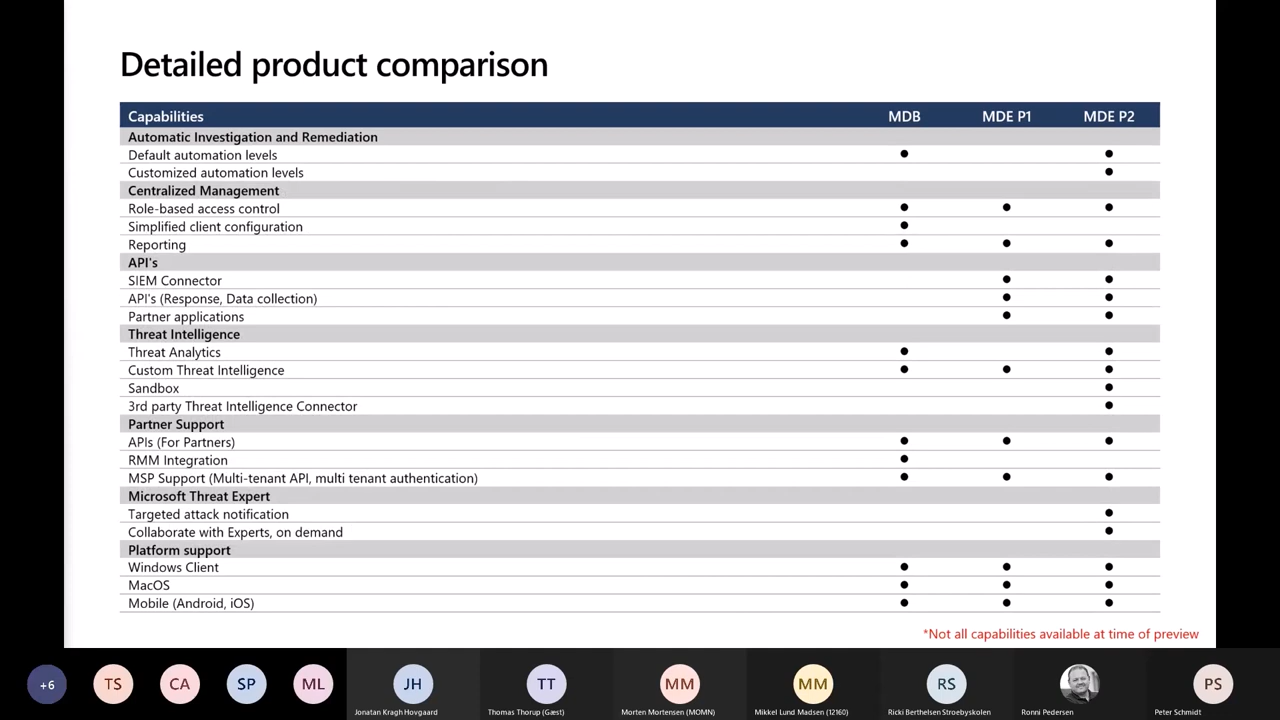 Detailed product comparison
Capabilities MDB MDE P1 MDE P2
Automatic Investigation and Remediation
Default automation levels ● ●
Customized automation levels ●
Centralized Management
Role-based access control ● ● ●
Simplified client configuration ●
Reporting ● ● ●
API's
SIEM Connector ● ●
API's (Response, Data collection) ● ●
Partner applications ● ●
Threat Intelligence
Threat Analytics ● ●
Custom Threat Intelligence ● ● ●
Sandbox ●
3rd party Threat Intelligence Connector ●
Partner Support
APIs (For Partners) ● ● ●
RMM Integration ●
MSP Support (Multi-tenant API, multi tenant authentication) ● ● ●
Microsoft Threat Expert
Targeted attack notification ●
Collaborate with Experts, on demand ●
Platform support
Windows Client ● ● ●
MacOS ● ● ●
Mobile (Android, iOS) ● ● ●
*Not all capabilities available at time of preview
+6 TS CA SP ML JH TT MM MM RS PS
Jonatan Kragh Hovgaard Thomas Thorup (Gæst) Morten Mortensen (MOMN) Mikkel Lund Madsen (12160) Ricki Berthelsen Stroebyskolen Ronni Pedersen Peter Schmidt